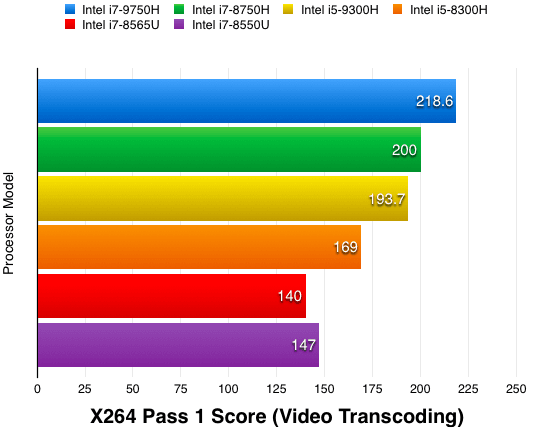 Intel i7-9750H Intel i7-8750H Intel i5-9300H Intel i5-8300H
Intel i7-8565U Intel i7-8550U
Processor Model
218.6
200
193.7
169
140
147
0 25 50 75 100 125 150 175 200 225 250
X264 Pass 1 Score (Video Transcoding)